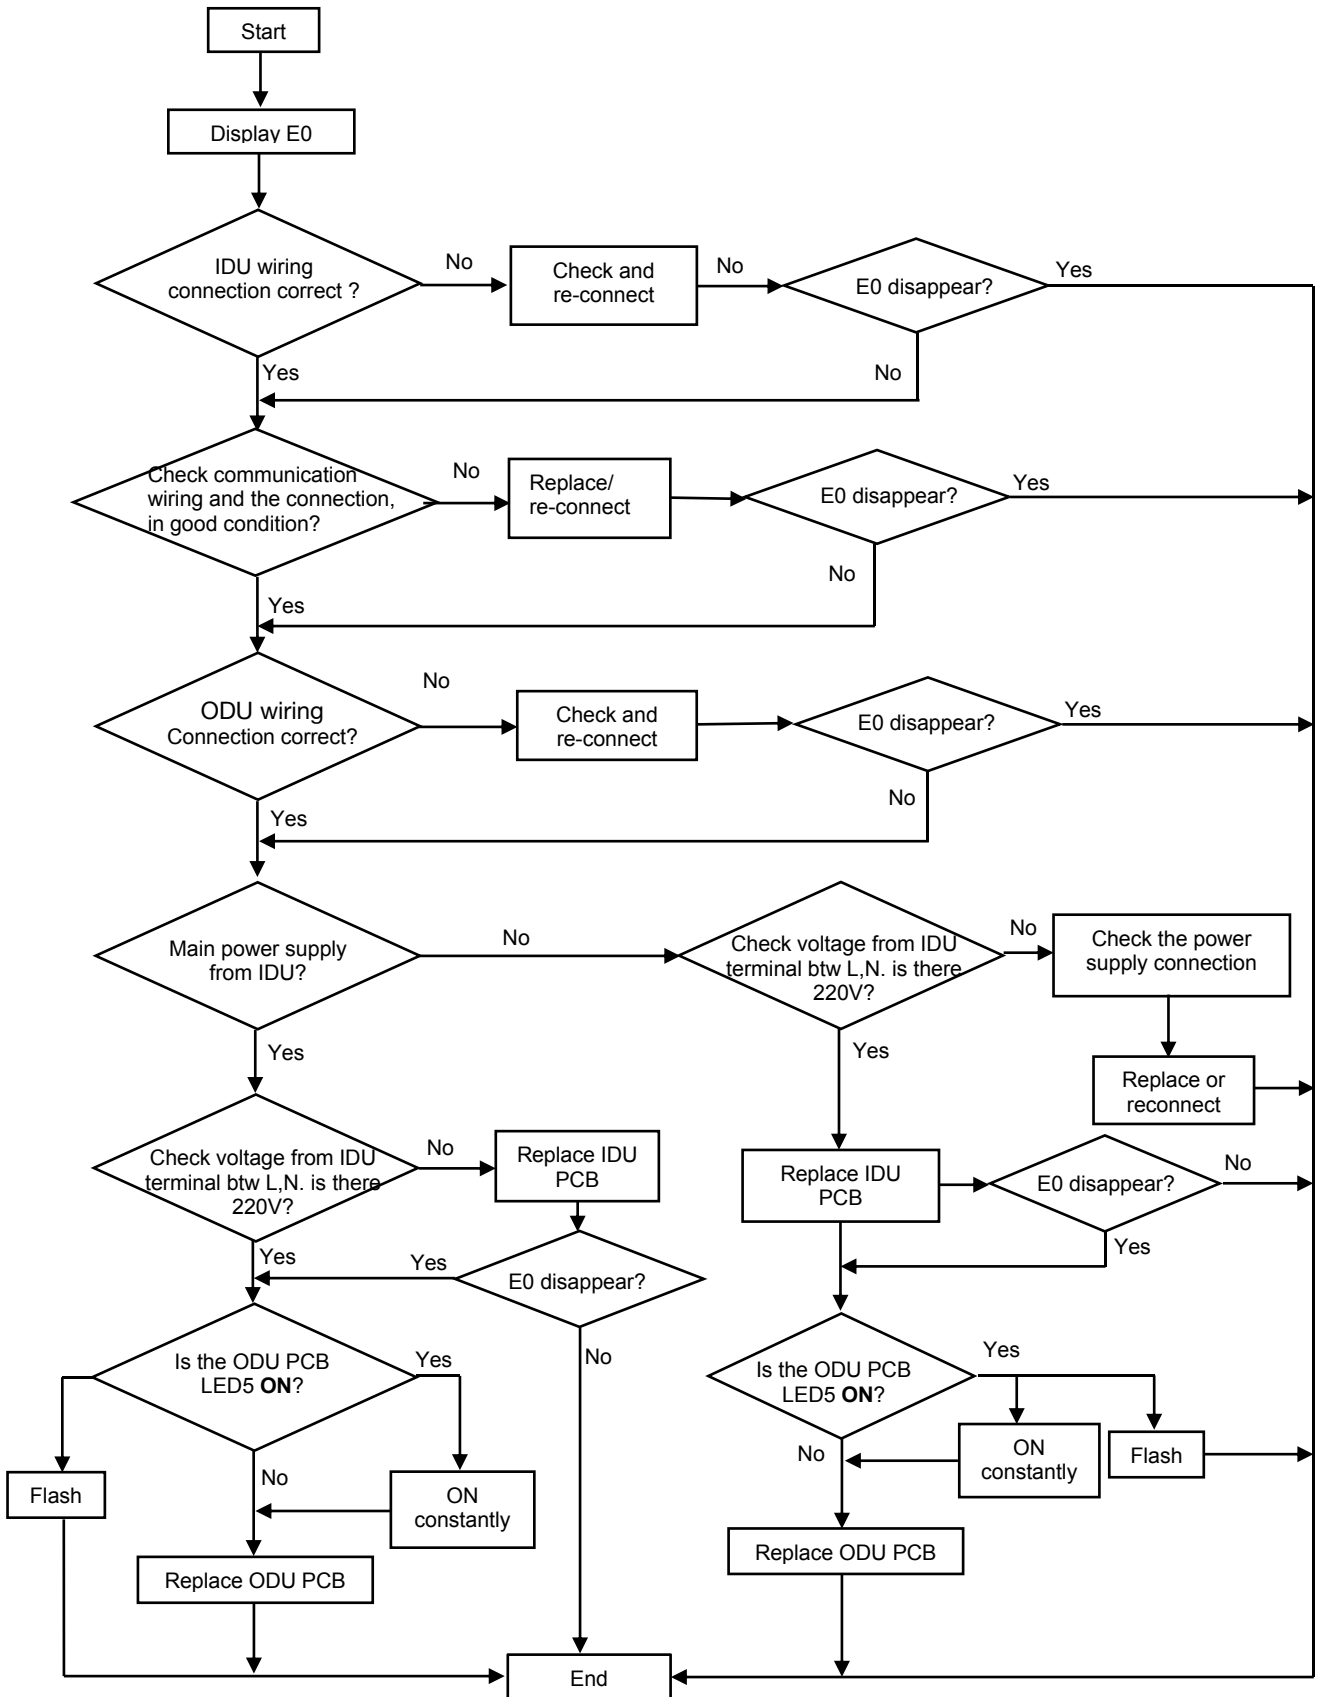 Start
Display E0
IDU wiring
connection correct ?
No
Check and
re-connect
No
E0 disappear?
Yes
Yes
No
Check communication
wiring and the connection,
in good condition?
No
Replace/
re-connect
E0 disappear?
Yes
No
Yes
ODU wiring
Connection correct?
No
Check and
re-connect
E0 disappear?
Yes
No
Yes
Main power supply
from IDU?
No
Check voltage from IDU
terminal btw L,N. is there
220V?
No
Check the power
supply connection
Yes
Yes
Replace or
reconnect
Check voltage from IDU
terminal btw L,N. is there
220V?
No
Replace IDU
PCB
Replace IDU
PCB
E0 disappear?
No
Yes
Yes
Yes
E0 disappear?
Is the ODU PCB
LED5 ON?
Yes
No
Is the ODU PCB
LED5 ON?
Yes
No
ON
constantly
Flash
Flash
No
ON
constantly
Replace ODU PCB
Replace ODU PCB
End